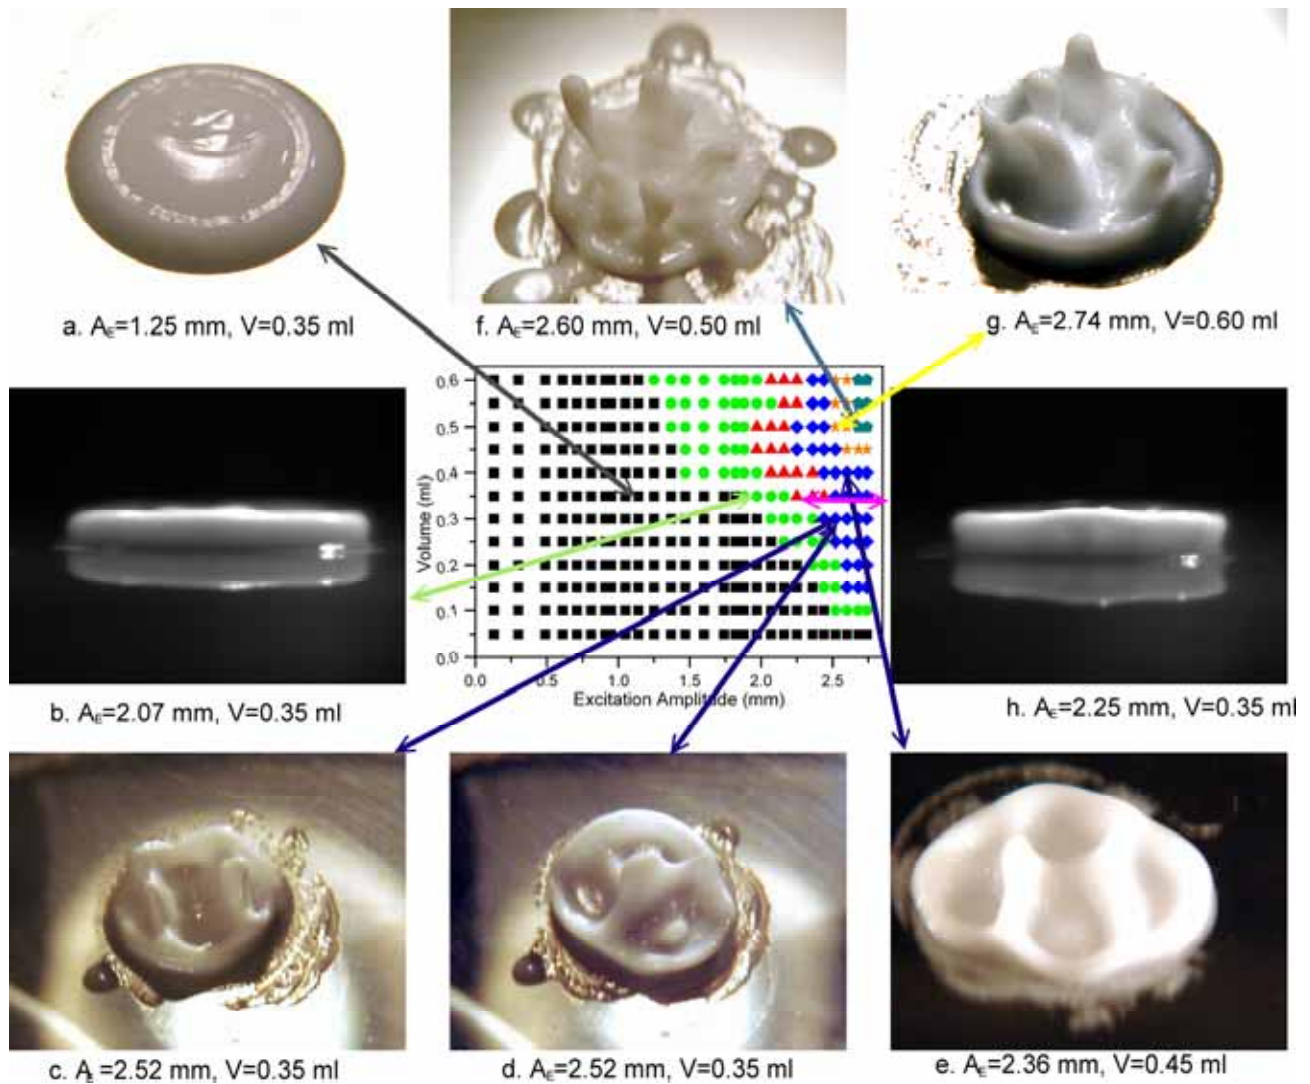 a. AE=1.25 mm, V=0.35 ml
f. AE=2.60 mm, V=0.50 ml
g. AE=2.74 mm, V=0.60 ml
0,6
0,5
0,4
0.3
0,2
0.1
0.0
Volume (ml)
0.0 0.5 1.0 1.5 2.0 2.5
Excitation Amplitude (mm)
b. AE=2.07 mm, V=0.35 ml
h. AE=2.25 mm, V=0.35 ml
c. AE=2.52 mm, V=0.35 ml
d. AE=2.52 mm, V=0.35 ml
e. AE=2.36 mm, V=0.45 ml